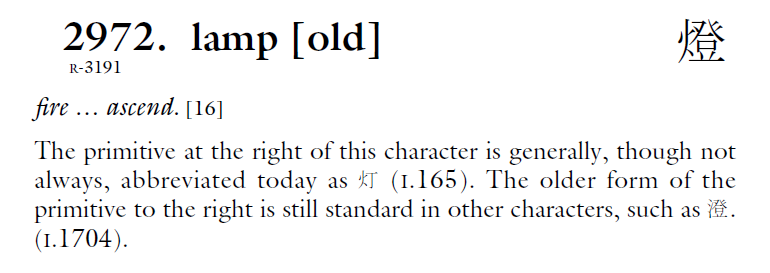 2972. lamp [old] 燈
R-3191
fire … ascend. [16]
The primitive at the right of this character is generally, though not
always, abbreviated today as 灯 (I.165). The older form of the
primitive to the right is still standard in other characters, such as 澄.
(I.1704).